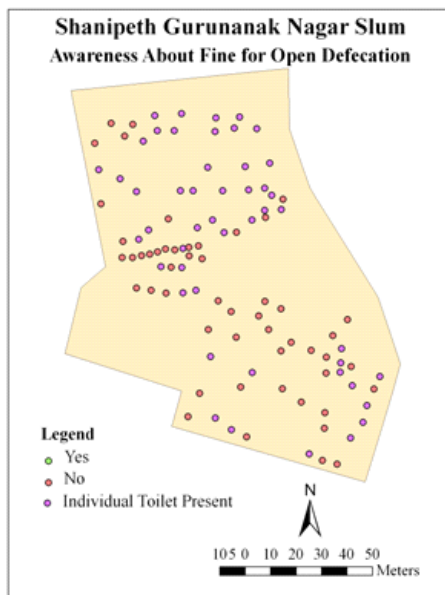 Shanipeth Gurunanak Nagar Slum
Awareness About Fine for Open Defecation
Legend
Yes
No
Individual Toilet Present
N
10 5 0 10 20 30 40 50
Meters